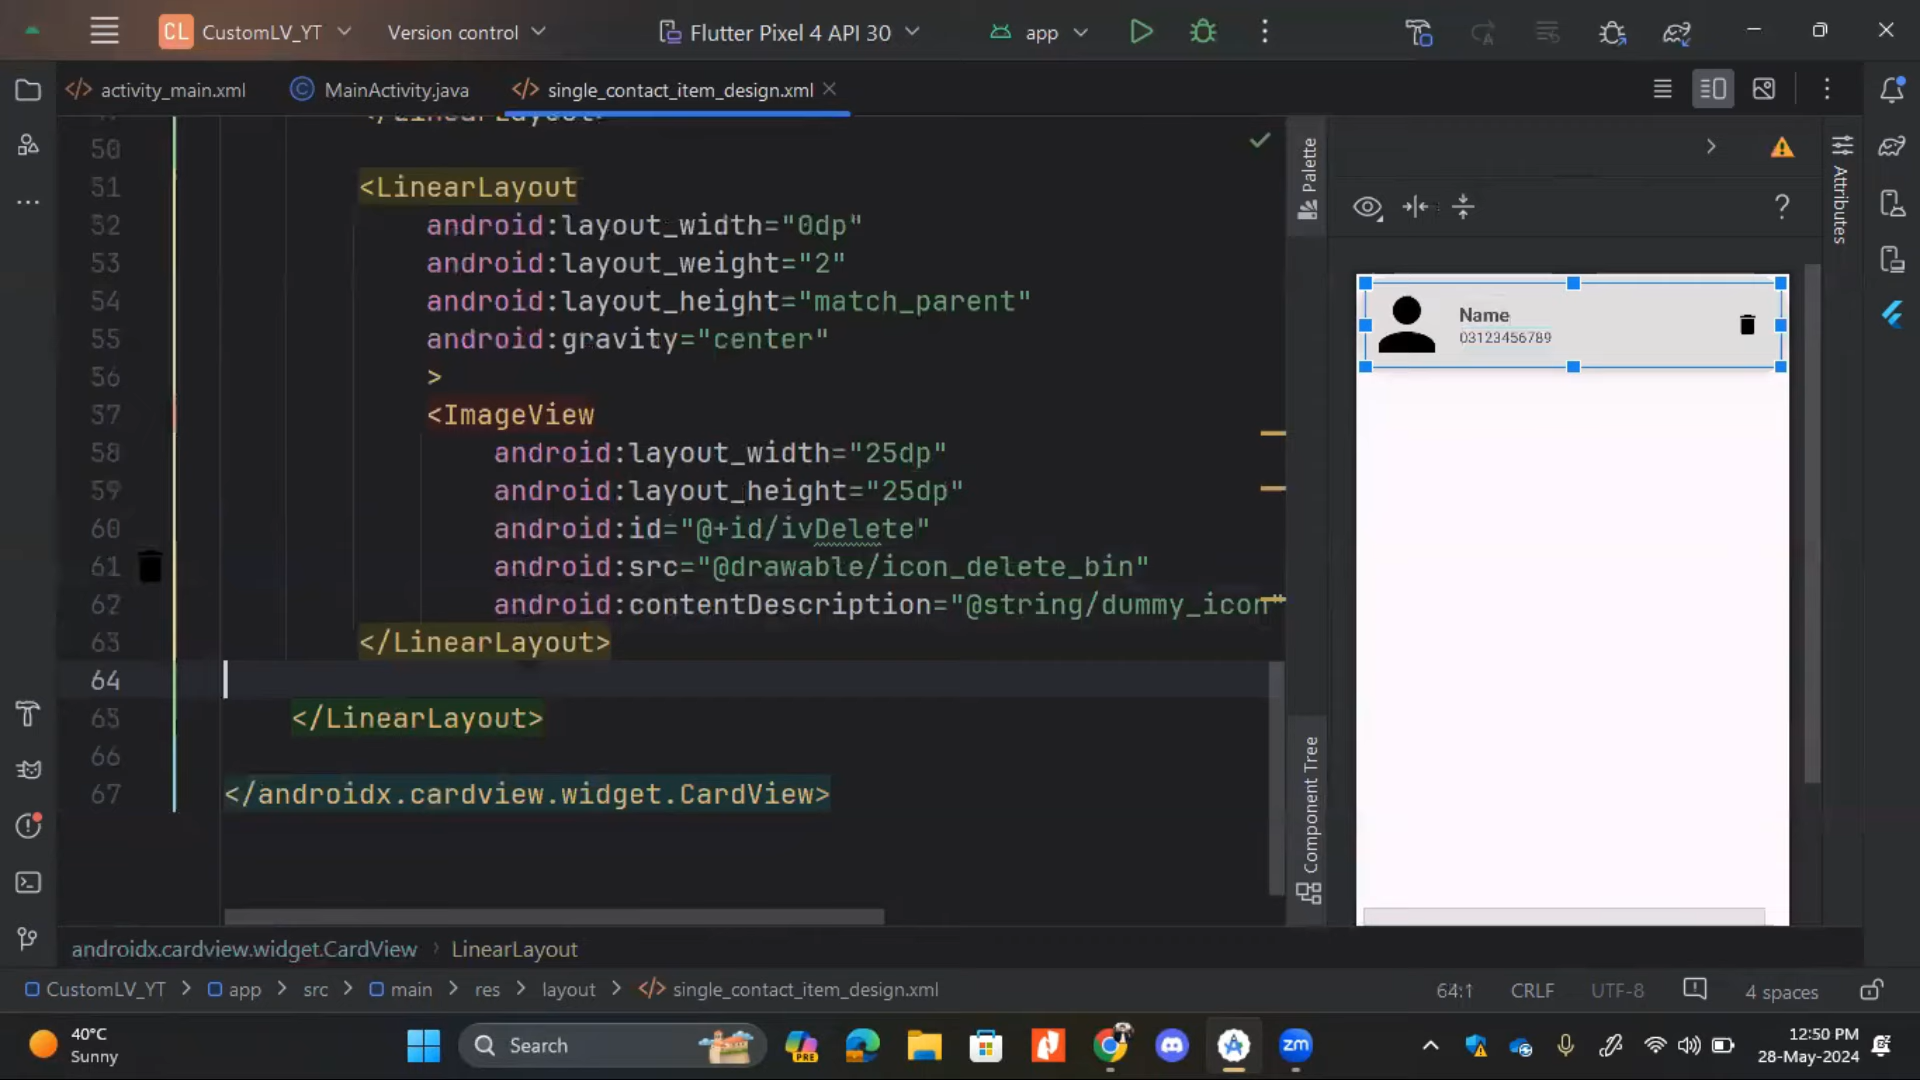 CL CustomLV_YT Version control Flutter Pixel 4 API 30 app
activity_main.xml MainActivity.java single_contact_item_design.xml
</LinearLayout>
50
51 <LinearLayout
52 android:layout_width="0dp"
53 android:layout_weight="2"
54 android:layout_height="match_parent"
55 android:gravity="center"
56 >
57 <ImageView
58 android:layout_width="25dp"
59 android:layout_height="25dp"
60 android:id="@+id/ivDelete"
61 android:src="@drawable/icon_delete_bin"
62 android:contentDescription="@string/dummy_icon"
63 </LinearLayout>
64
65 </LinearLayout>
66
67 </androidx.cardview.widget.CardView>
Palette
Component Tree
Attributes
Name
03123456789
androidx.cardview.widget.CardView › LinearLayout
CustomLV_YT > app > src > main > res > layout > single_contact_item_design.xml 64:1 CRLF UTF-8 4 spaces
40°C
Sunny
Search
PRE
zm
12:50 PM
28-May-2024